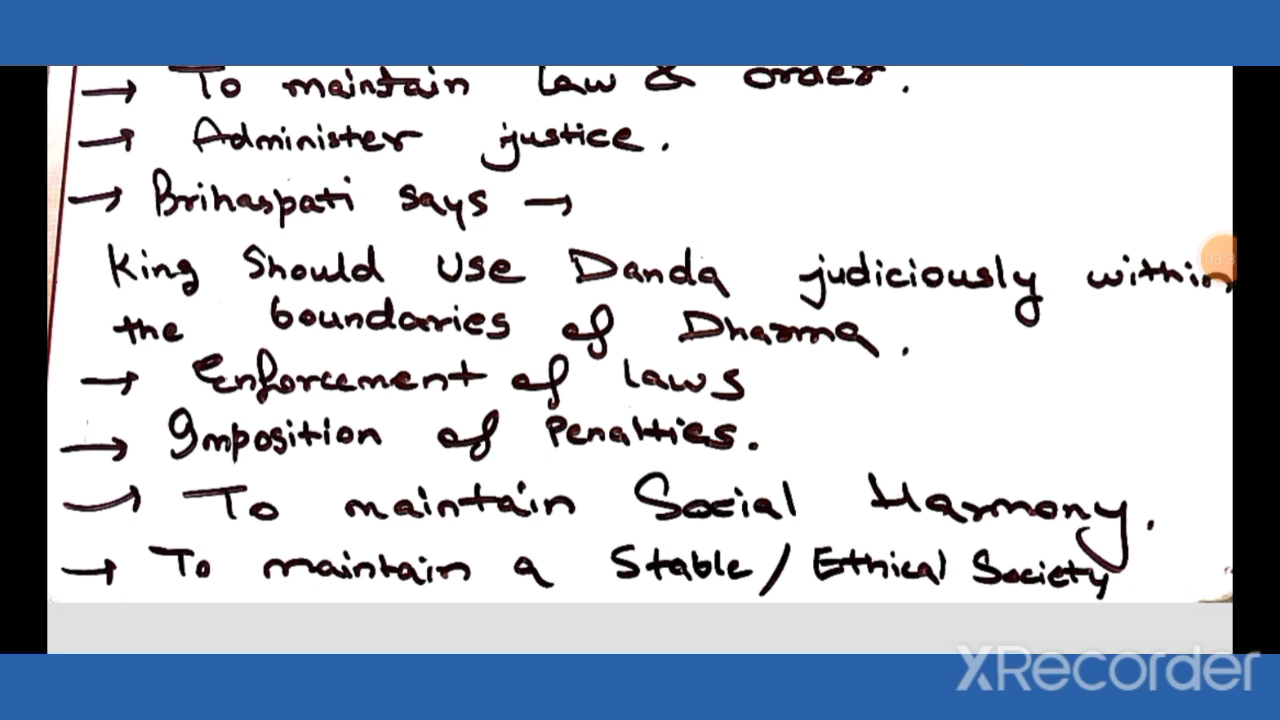 → To maintain Law & order.
→ Administer justice.
→ Brihaspati says →
King Should Use Danda judiciously within
the boundaries of Dharma.
→ Enforcement of laws
→ Imposition of Penalties.
→ To maintain Social Harmony.
→ To maintain a Stable / Ethical Society
XRecorder